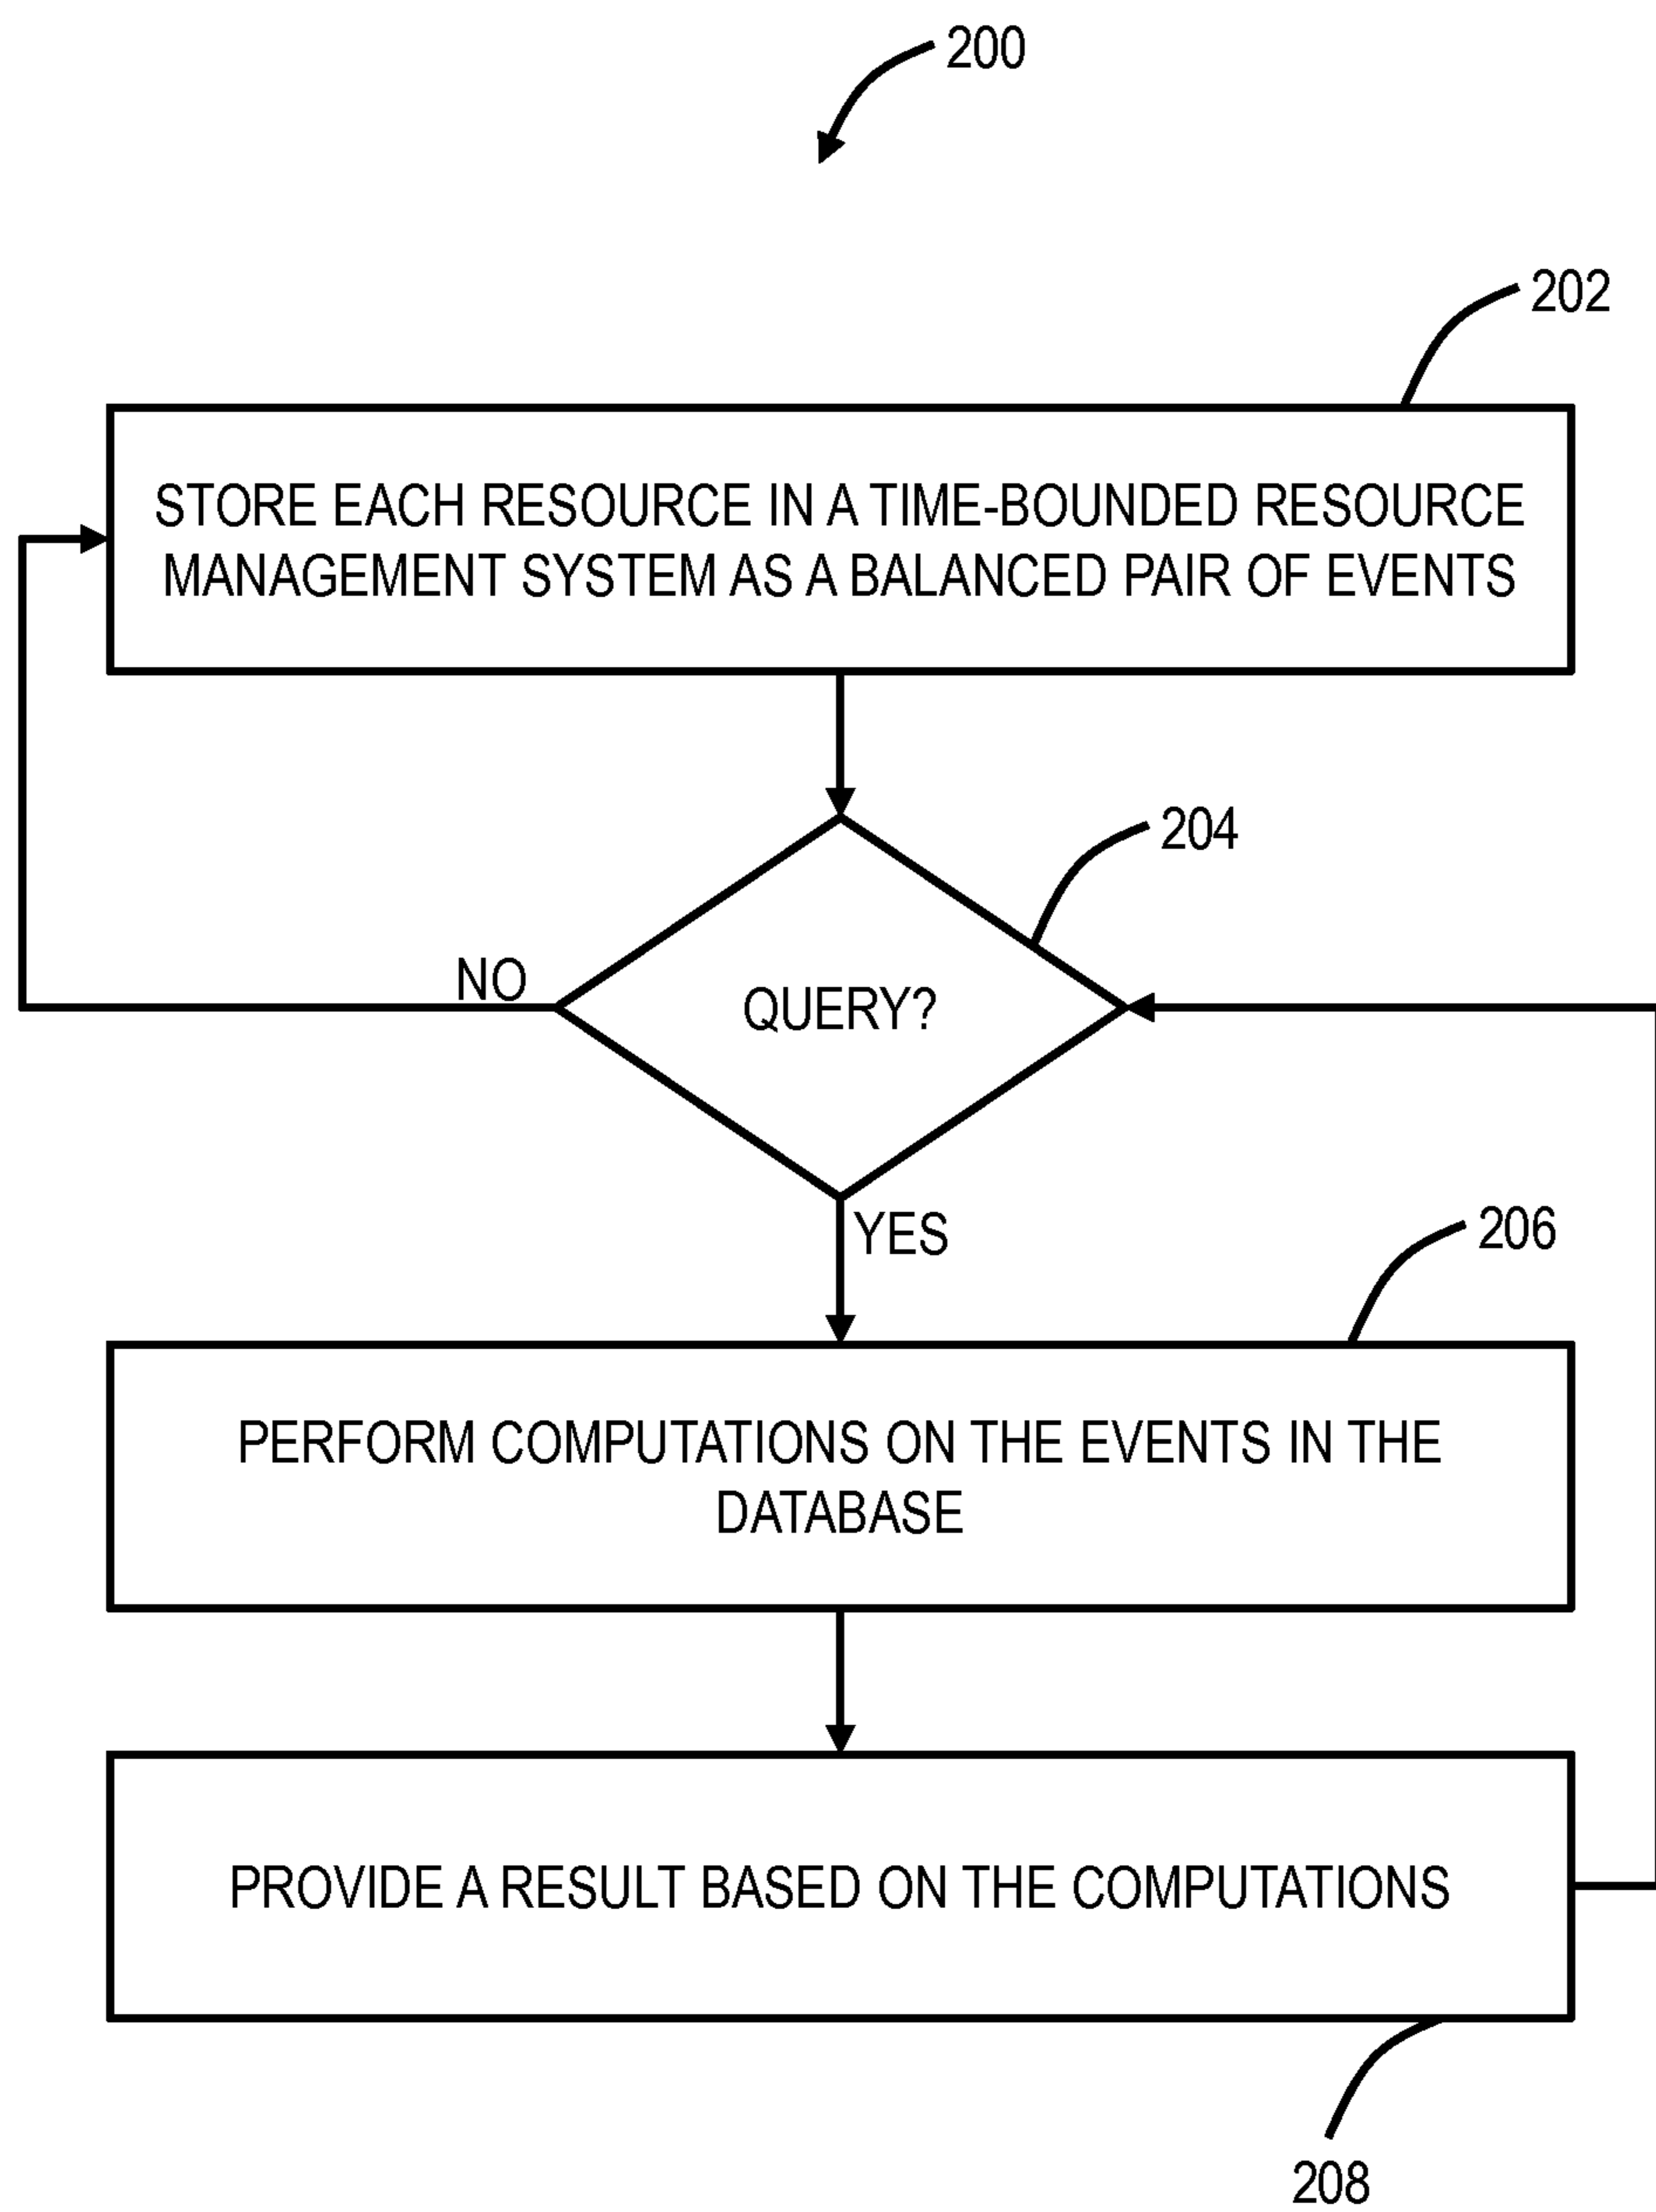 200
202
STORE EACH RESOURCE IN A TIME-BOUNDED RESOURCE
MANAGEMENT SYSTEM AS A BALANCED PAIR OF EVENTS
204
NO
QUERY?
YES
206
PERFORM COMPUTATIONS ON THE EVENTS IN THE
DATABASE
PROVIDE A RESULT BASED ON THE COMPUTATIONS
208